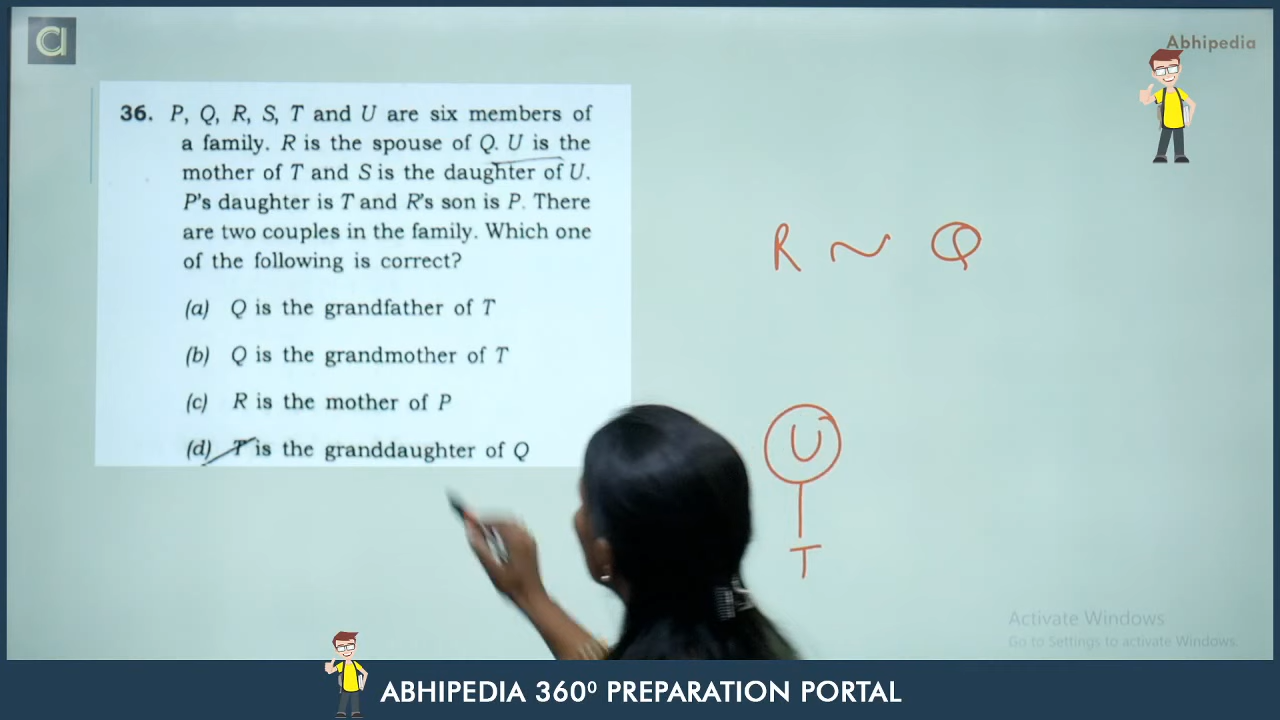 Abhipedia
36. P, Q, R, S, T and U are six members of
a family. R is the spouse of Q. U is the
mother of T and S is the daughter of U.
P's daughter is T and R's son is P. There
are two couples in the family. Which one
of the following is correct?
(a) Q is the grandfather of T
(b) Q is the grandmother of T
(c) R is the mother of P
(d) T is the granddaughter of Q
R ~ Q
U
T
Activate Windows
Go to Settings to activate Windows.
ABHIPEDIA 360⁰ PREPARATION PORTAL